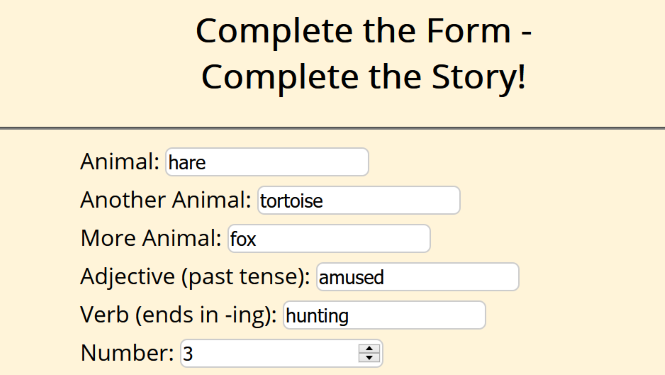 Complete the Form -
Complete the Story!
Animal: hare
Another Animal: tortoise
More Animal: fox
Adjective (past tense): amused
Verb (ends in -ing): hunting
Number: 3